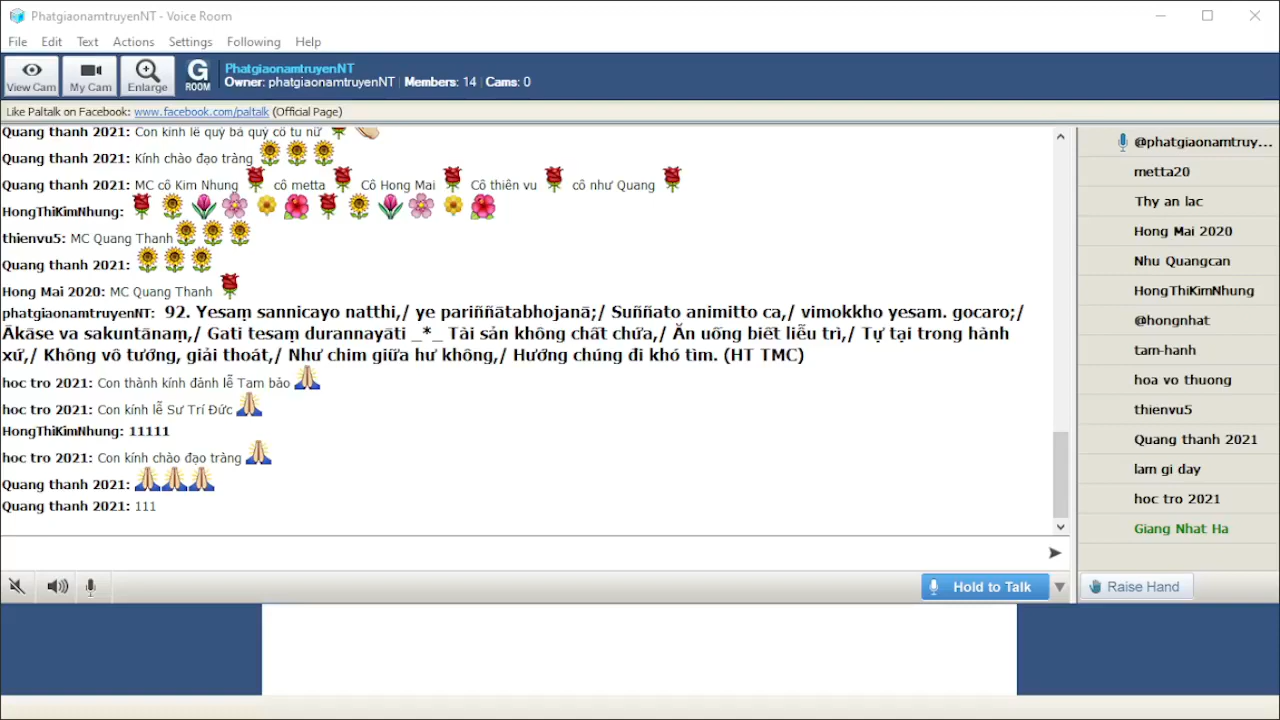 PhatgiaonamtruyenNT - Voice Room
File Edit Text Actions Settings Following Help
View Cam My Cam Enlarge G ROOM
PhatgiaonamtruyenNT
Owner: phatgiaonamtruyenNT Members: 14 Cams: 0
Like Paltalk on Facebook: www.facebook.com/paltalk (Official Page)
Quang thanh 2021: Con kính lễ quý bà quý cô tu nữ
Quang thanh 2021: Kính chào đạo tràng
Quang thanh 2021: MC cô Kim Nhung cô metta Cô Hong Mai Cô thiên vu cô như Quang
HongThiKimNhung:
thienvu5: MC Quang Thanh
Quang thanh 2021:
Hong Mai 2020: MC Quang Thanh
phatgiaonamtruyenNT: 92. Yesaṃ sannicayo natthi,/ ye pariññātabhojanā;/ Suññato animitto ca,/ vimokkho yesaṃ. gocaro;/
Ākāse va sakuntānaṃ,/ Gati tesaṃ durannayāti _*_ Tài sản không chất chứa,/ Ăn uống biết liễu tri,/ Tự tại trong hành
xứ,/ Không vô tướng, giải thoát,/ Như chim giữa hư không,/ Hướng chúng đi khó tìm. (HT TMC)
hoc tro 2021: Con thành kính đảnh lễ Tam bảo
hoc tro 2021: Con kính lễ Sư Trí Đức
HongThiKimNhung: 11111
hoc tro 2021: Con kính chào đạo tràng
Quang thanh 2021:
Quang thanh 2021: 111
@phatgiaonamtruy...
metta20
Thy an lac
Hong Mai 2020
Nhu Quangcan
HongThiKimNhung
@hongnhat
tam-hanh
hoa vo thuong
thienvu5
Quang thanh 2021
lam gi day
hoc tro 2021
Giang Nhat Ha
Hold to Talk
Raise Hand